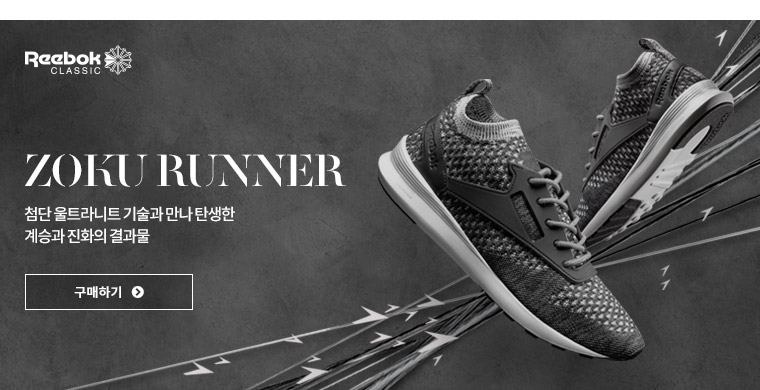 Reebok
CLASSIC
ZOKU RUNNER
첨단 울트라니트 기술과 만나 탄생한
계승과 진화의 결과물
구매하기